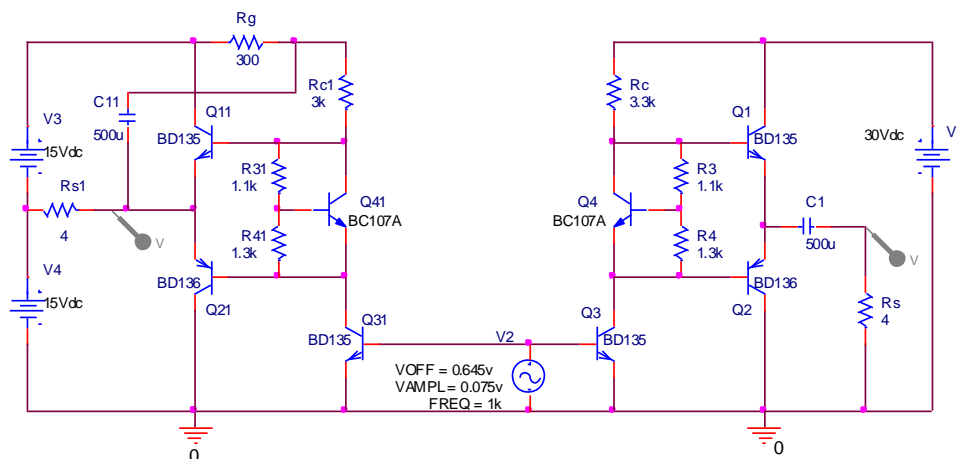 Rg
300
Rc1
3k
C11
500u
Q11
BD135
V3
15Vdc
R31
1.1k
Q41
BC107A
Rs1
4
V
R41
1.3k
V4
15Vdc
BD136
Q21
Q31
BD135
V2
VOFF = 0.645v
VAMPL = 0.075v
FREQ = 1k
0
Rc
3.3k
Q1
BD135
30Vdc
V
R3
1.1k
Q4
BC107A
C1
500u
V
R4
1.3k
BD136
Q2
Rs
4
Q3
BD135
0